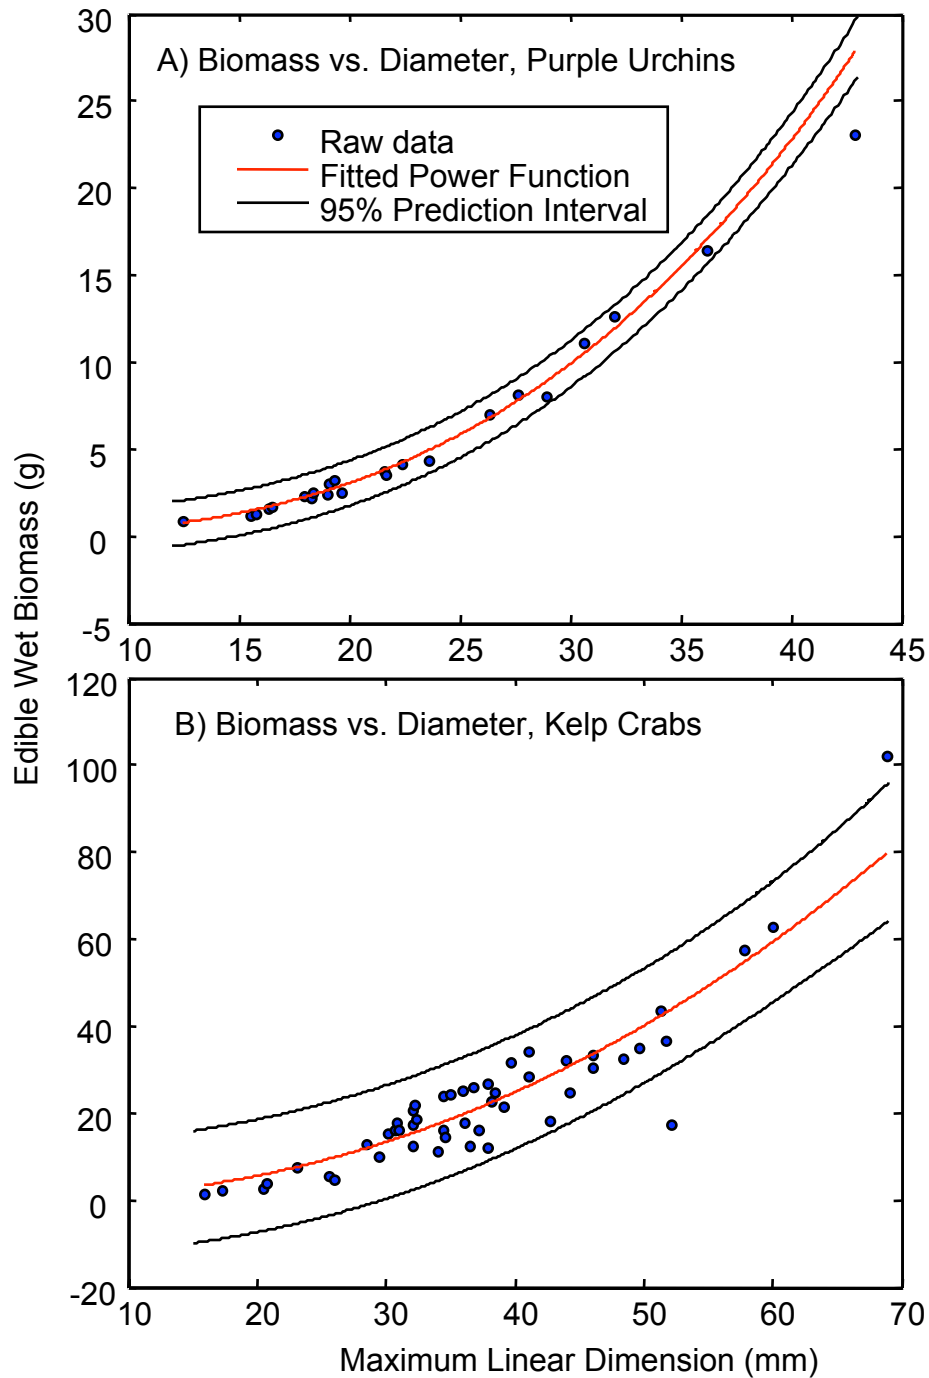 A) Biomass vs. Diameter, Purple Urchins
Raw data
Fitted Power Function
95% Prediction Interval
30
25
20
15
10
5
0
-5
10 15 20 25 30 35 40 45
Edible Wet Biomass (g)
B) Biomass vs. Diameter, Kelp Crabs
120
100
80
60
40
20
0
-20
10 20 30 40 50 60 70
Maximum Linear Dimension (mm)